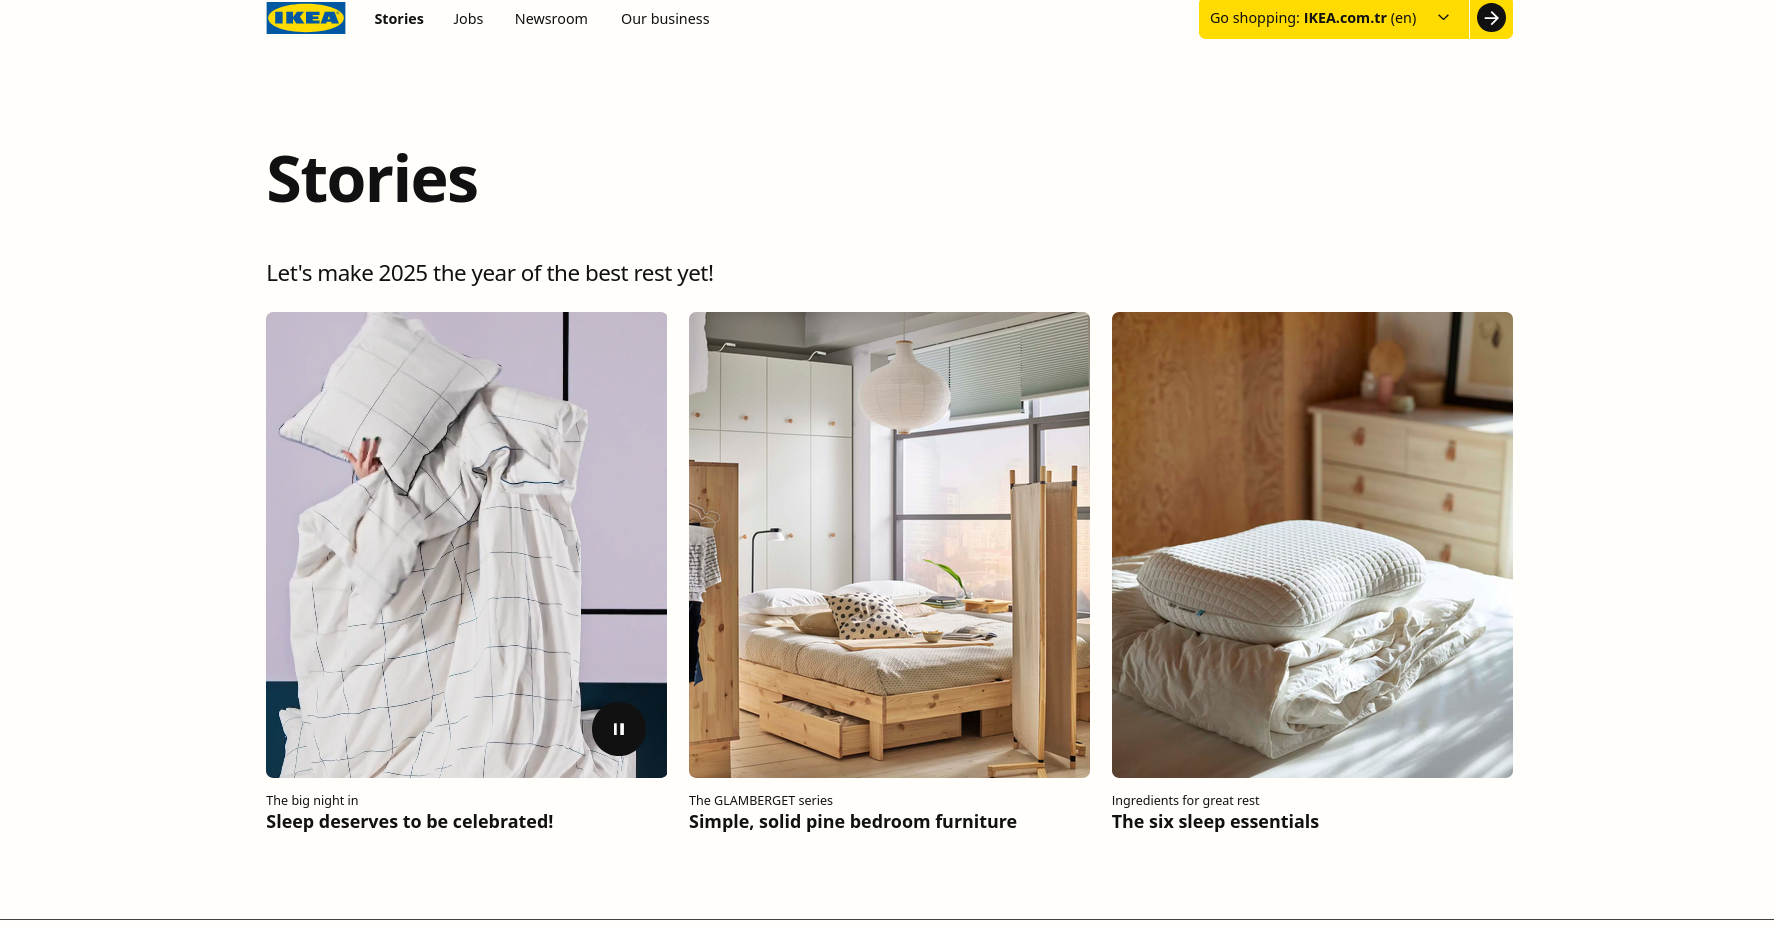 IKEA
Stories
Jobs
Newsroom
Our business
Go shopping: IKEA.com.tr (en)
Stories
Let's make 2025 the year of the best rest yet!
The big night in
Sleep deserves to be celebrated!
The GLAMBERGET series
Simple, solid pine bedroom furniture
Ingredients for great rest
The six sleep essentials